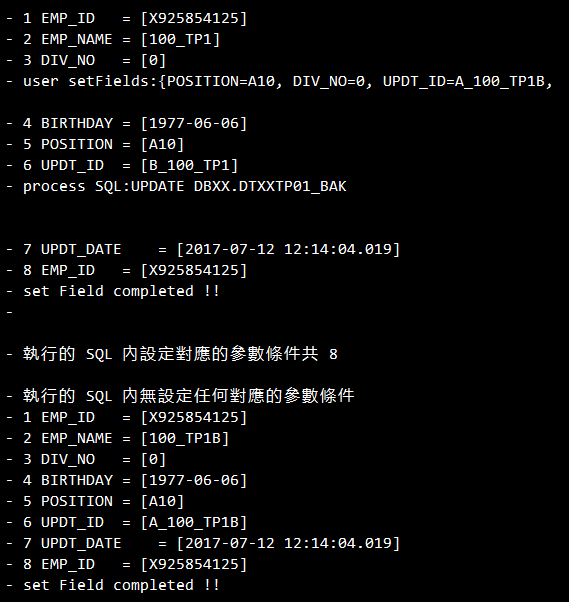 - 1 EMP_ID   = [X925854125]
- 2 EMP_NAME = [100_TP1]
- 3 DIV_NO   = [0]
- user setFields:{POSITION=A10, DIV_NO=0, UPDT_ID=A_100_TP1B,
- 4 BIRTHDAY = [1977-06-06]
- 5 POSITION = [A10]
- 6 UPDT_ID  = [B_100_TP1]
- process SQL:UPDATE DBXX.DTXXTP01_BAK
- 7 UPDT_DATE    = [2017-07-12 12:14:04.019]
- 8 EMP_ID   = [X925854125]
- set Field completed !!
-
- 執行的 SQL 內設定對應的參數條件共 8
- 執行的 SQL 內無設定任何對應的參數條件
- 1 EMP_ID   = [X925854125]
- 2 EMP_NAME = [100_TP1B]
- 3 DIV_NO   = [0]
- 4 BIRTHDAY = [1977-06-06]
- 5 POSITION = [A10]
- 6 UPDT_ID  = [A_100_TP1B]
- 7 UPDT_DATE    = [2017-07-12 12:14:04.019]
- 8 EMP_ID   = [X925854125]
- set Field completed !!